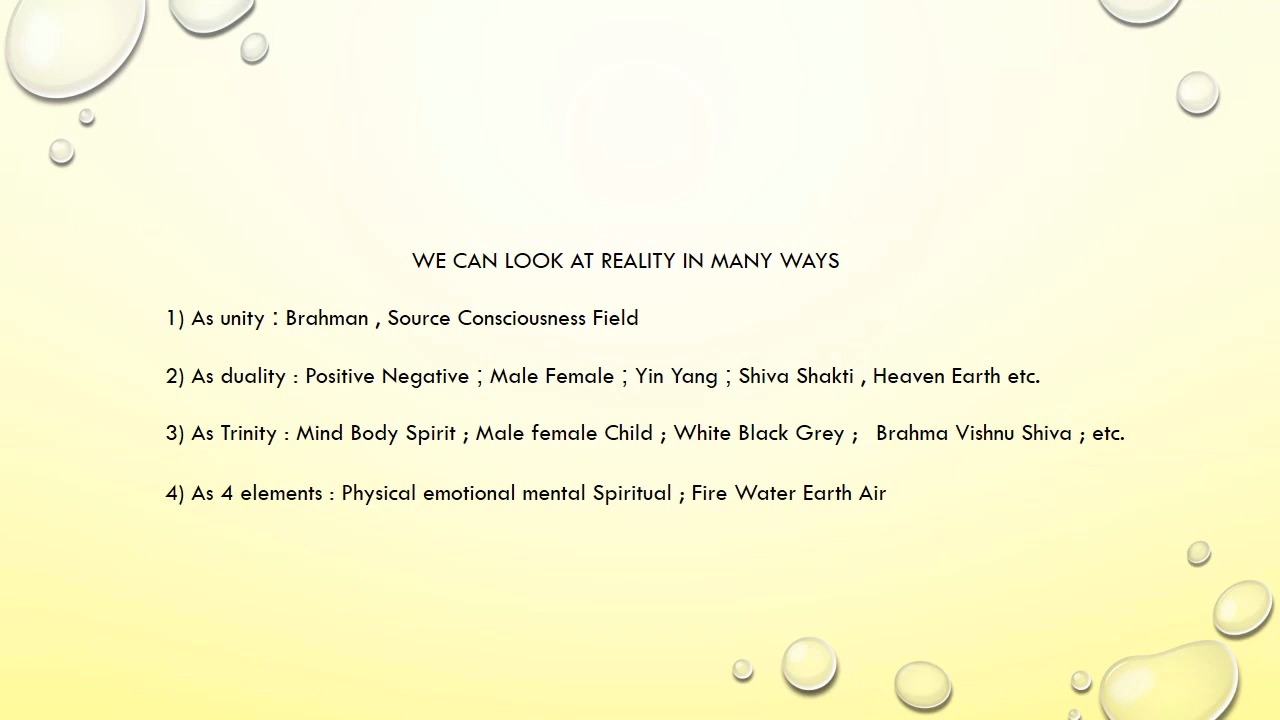 WE CAN LOOK AT REALITY IN MANY WAYS
1) As unity : Brahman , Source Consciousness Field
2) As duality : Positive Negative ; Male Female ; Yin Yang ; Shiva Shakti , Heaven Earth etc.
3) As Trinity : Mind Body Spirit ; Male female Child ; White Black Grey ; Brahma Vishnu Shiva ; etc.
4) As 4 elements : Physical emotional mental Spiritual ; Fire Water Earth Air